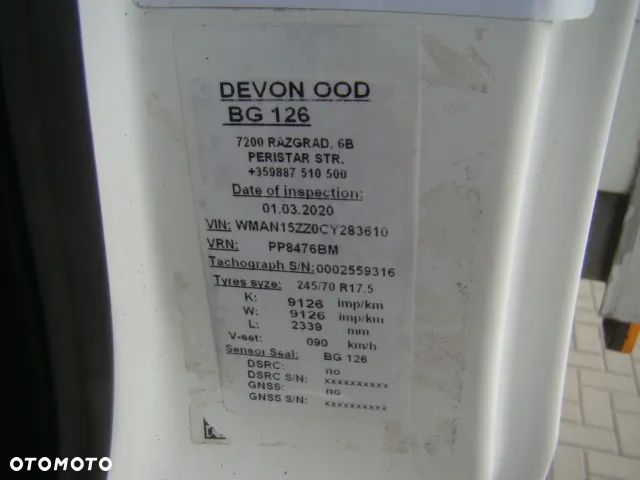 DEVON OOD
BG 126
7200 RAZGRAD, 6B
PERISTAR STR.
+359887 510 500
Date of inspection:
01.03.2020
VIN: WMAN15ZZ0CY283610
VRN: PP8476BM
Tachograph S/N: 0002559316
Tyres syze: 245/70 R17.5
K: 9126 imp/km
W: 9126 imp/km
L: 2339 mm
V-set: 090 km/h
Sensor Seal: BG 126
DSRC: no
DSRC S/N: xxxxxxxxxx
GNSS: no
GNSS S/N: xxxxxxxxxx
OTOMOTO